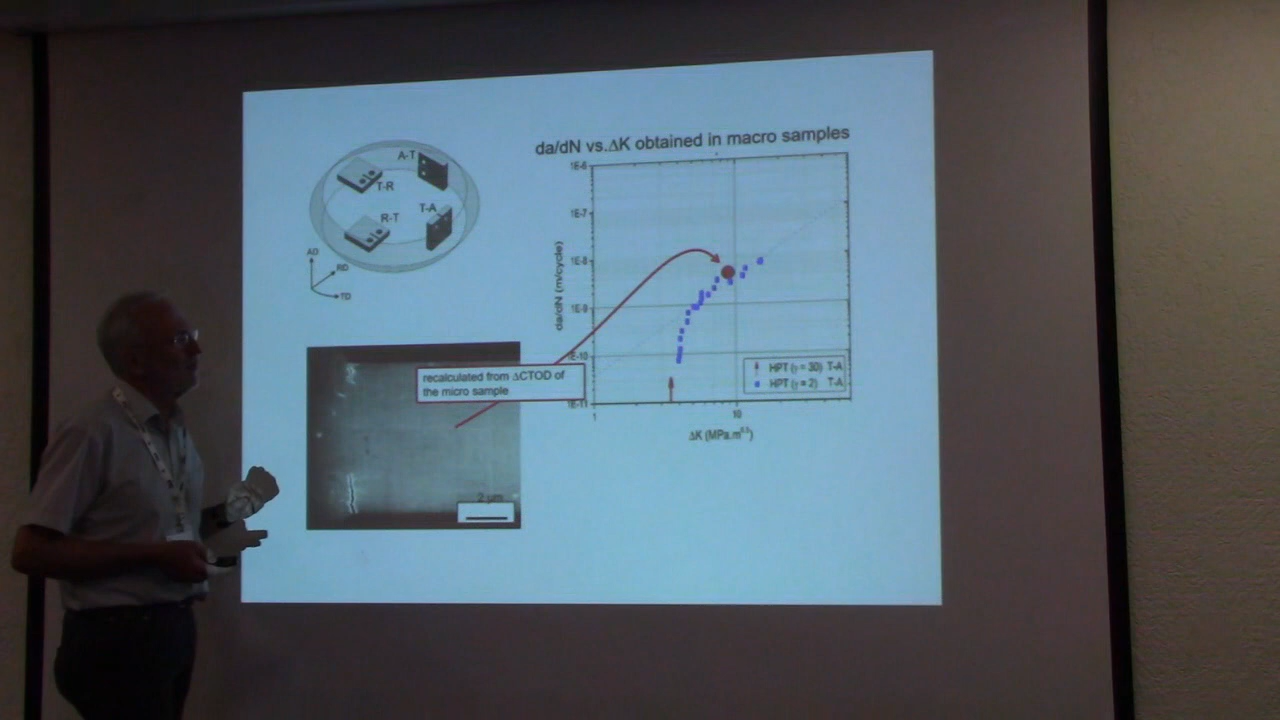 da/dN vs.ΔK obtained in macro samples
A-T
T-R
R-T
T-A
AD
RD
TD
1E-6
1E-7
1E-8
1E-9
1E-10
1E-11
da/dN (m/cycle)
1
10
ΔK (MPa.m^0.5)
HPT (γ = 30) T-A
HPT (γ = 2) T-A
recalculated from ΔCTOD of
the micro sample
2 μm